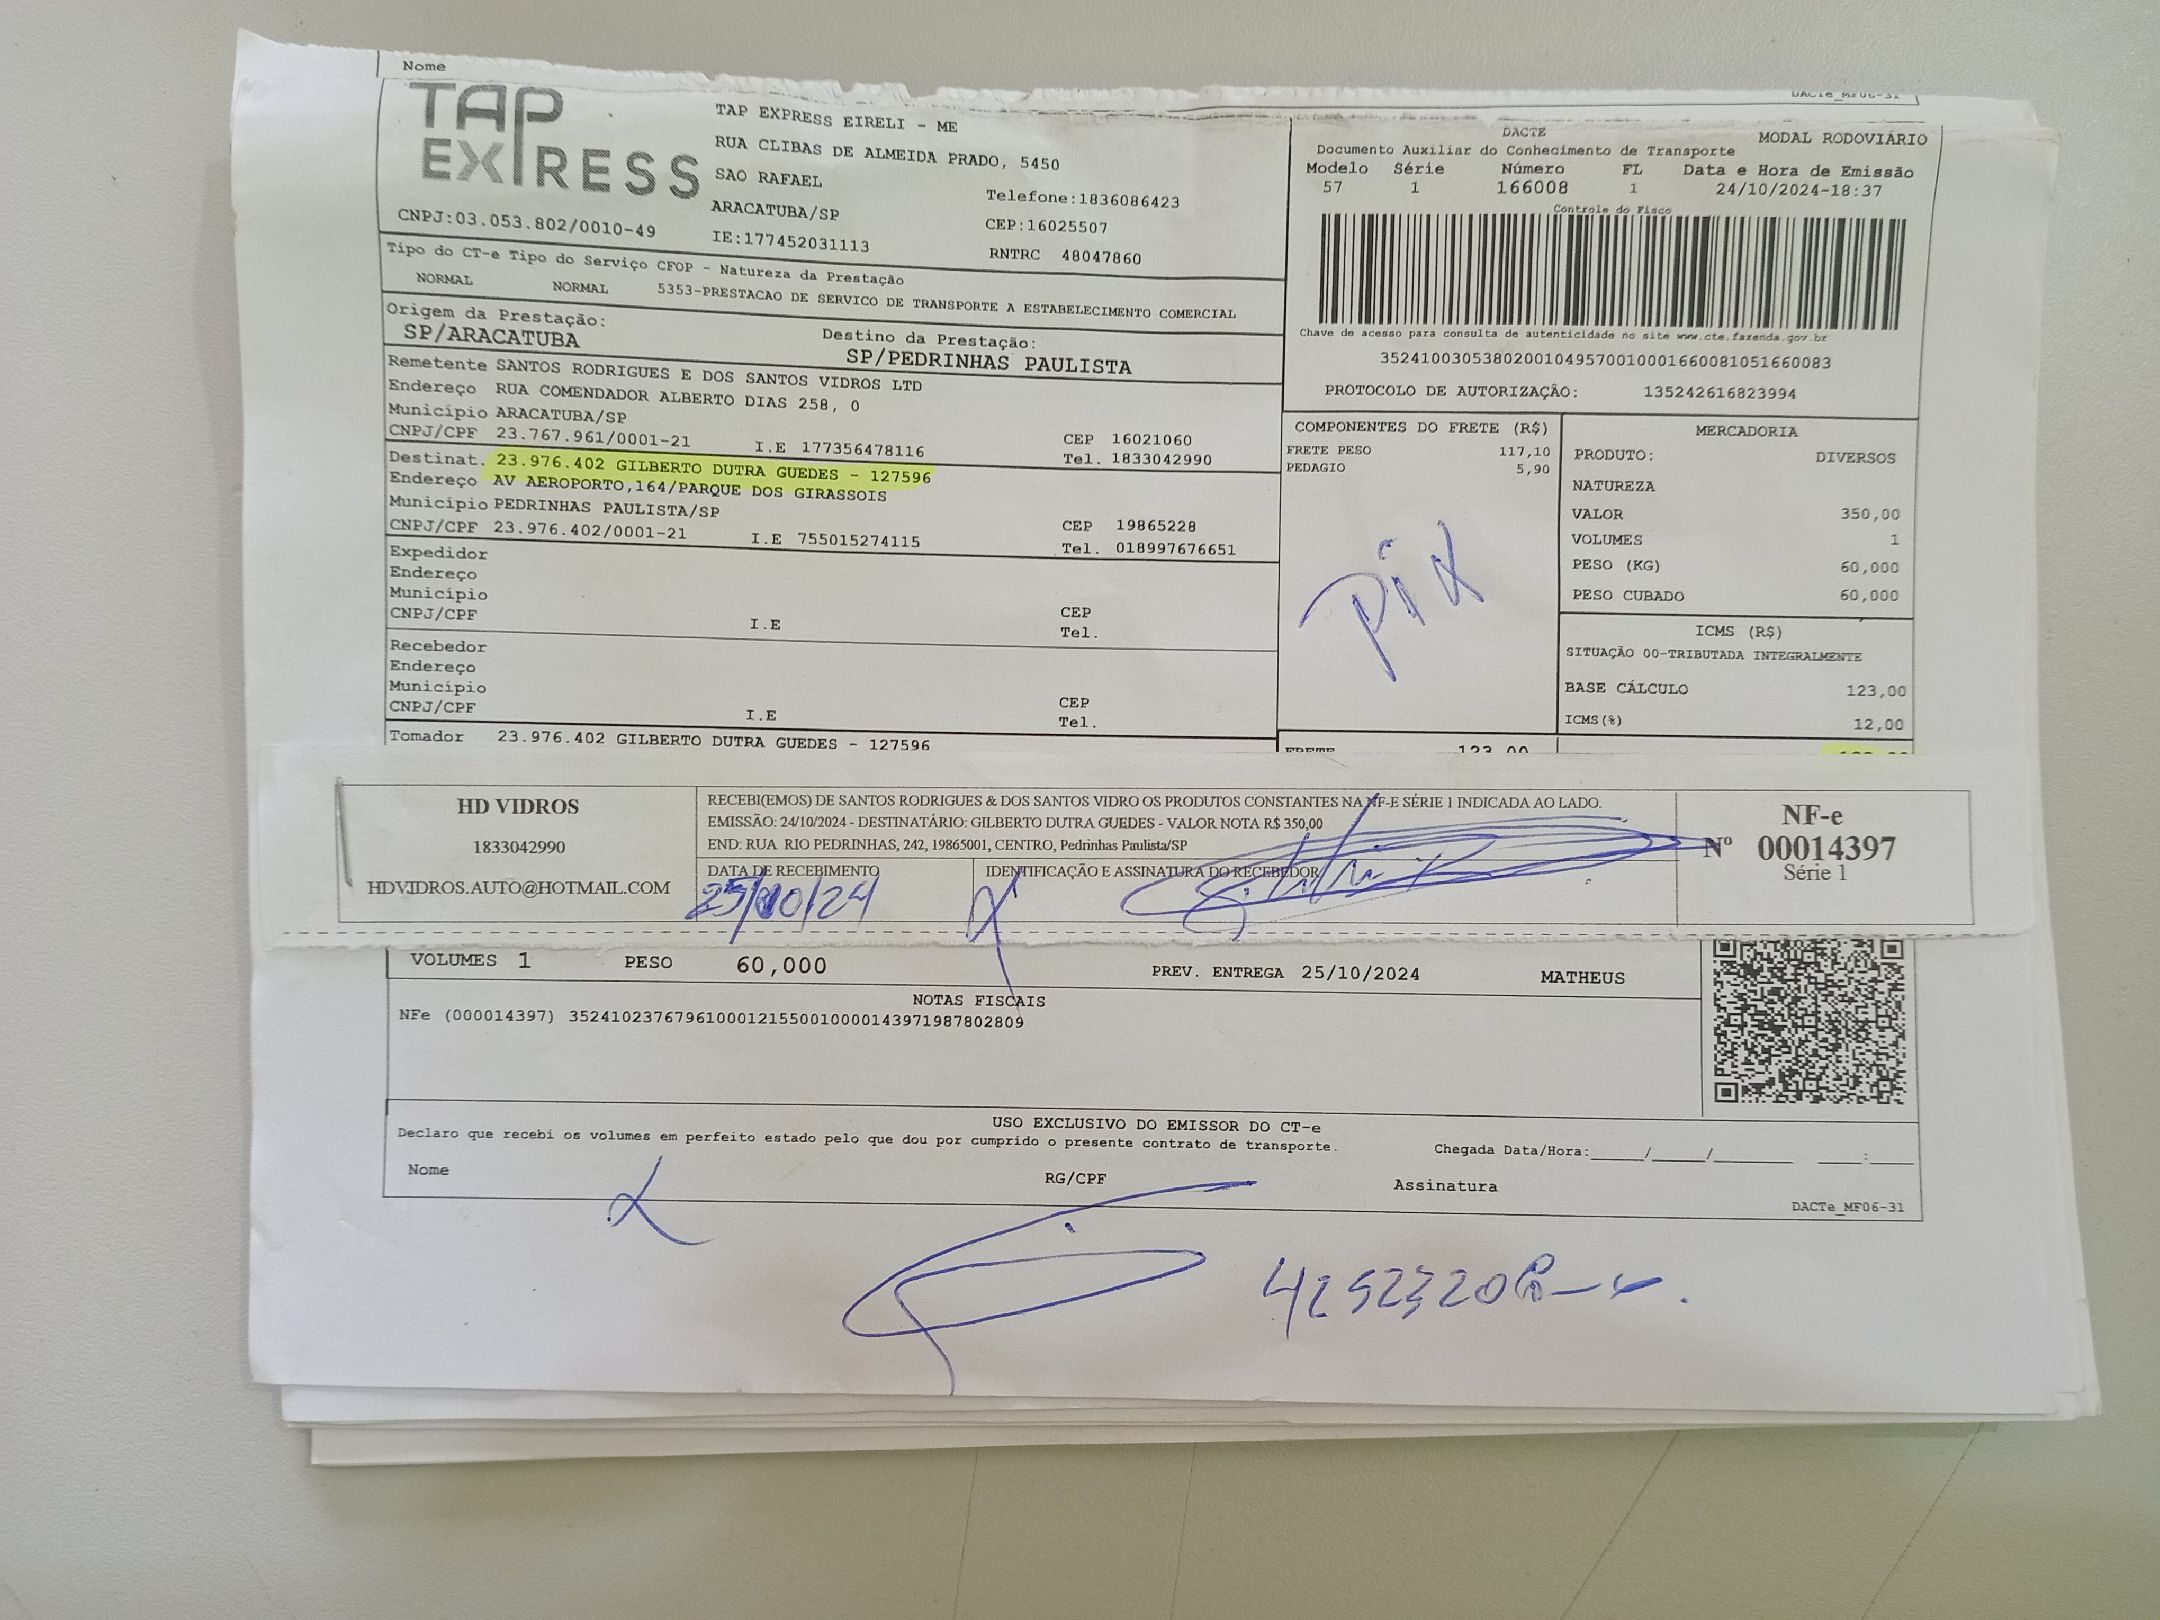 Nome
DACTe_MF06-31
TAP EXPRESS
TAP EXPRESS EIRELI - ME
RUA CLIBAS DE ALMEIDA PRADO, 5450
SAO RAFAEL
Telefone:1836086423
ARACATUBA/SP
CEP:16025507
CNPJ:03.053.802/0010-49
IE:177452031113
RNTRC 48047860
DACTE MODAL RODOVIÁRIO
Documento Auxiliar do Conhecimento de Transporte
Modelo Série Número FL Data e Hora de Emissão
57 1 166008 1 24/10/2024-18:37
Controle do Fisco
Chave de acesso para consulta de autenticidade no site www.cte.fazenda.gov.br
35241003053802001049570010001660081051660083
PROTOCOLO DE AUTORIZAÇÃO: 135242616823994
Tipo do CT-e Tipo do Serviço CFOP - Natureza da Prestação
NORMAL NORMAL 5353-PRESTACAO DE SERVICO DE TRANSPORTE A ESTABELECIMENTO COMERCIAL
Origem da Prestação: Destino da Prestação:
SP/ARACATUBA SP/PEDRINHAS PAULISTA
Remetente SANTOS RODRIGUES E DOS SANTOS VIDROS LTD
Endereço RUA COMENDADOR ALBERTO DIAS 258, 0
Município ARACATUBA/SP CEP 16021060
CNPJ/CPF 23.767.961/0001-21 I.E 177356478116 Tel. 1833042990
Destinat. 23.976.402 GILBERTO DUTRA GUEDES - 127596
Endereço AV AEROPORTO,164/PARQUE DOS GIRASSOIS
Município PEDRINHAS PAULISTA/SP CEP 19865228
CNPJ/CPF 23.976.402/0001-21 I.E 755015274115 Tel. 018997676651
Expedidor
Endereço
Município CEP
CNPJ/CPF I.E Tel.
Recebedor
Endereço
Município CEP
CNPJ/CPF I.E Tel.
Tomador 23.976.402 GILBERTO DUTRA GUEDES - 127596
COMPONENTES DO FRETE (R$)
FRETE PESO 117,10
PEDAGIO 5,90
Pix
FRETE 123,00
MERCADORIA
PRODUTO: DIVERSOS
NATUREZA
VALOR 350,00
VOLUMES 1
PESO (KG) 60,000
PESO CUBADO 60,000
ICMS (R$)
SITUAÇÃO 00-TRIBUTADA INTEGRALMENTE
BASE CÁLCULO 123,00
ICMS(%) 12,00
HD VIDROS
1833042990
HDVIDROS.AUTO@HOTMAIL.COM
RECEBI(EMOS) DE SANTOS RODRIGUES & DOS SANTOS VIDRO OS PRODUTOS CONSTANTES NA NF-E SÉRIE 1 INDICADA AO LADO.
EMISSÃO: 24/10/2024 - DESTINATÁRIO: GILBERTO DUTRA GUEDES - VALOR NOTA R$ 350,00
END: RUA RIO PEDRINHAS, 242, 19865001, CENTRO, Pedrinhas Paulista/SP
DATA DE RECEBIMENTO IDENTIFICAÇÃO E ASSINATURA DO RECEBEDOR
25/10/24 X
NF-e
Nº 00014397
Série 1
VOLUMES 1 PESO 60,000 PREV. ENTREGA 25/10/2024 MATHEUS
NOTAS FISCAIS
NFe (000014397) 35241023767961000121550010000143971987802809
USO EXCLUSIVO DO EMISSOR DO CT-e
Declaro que recebi os volumes em perfeito estado pelo que dou por cumprido o presente contrato de transporte. Chegada Data/Hora:_____/_____/________ ____:____
Nome RG/CPF Assinatura
DACTe_MF06-31
X